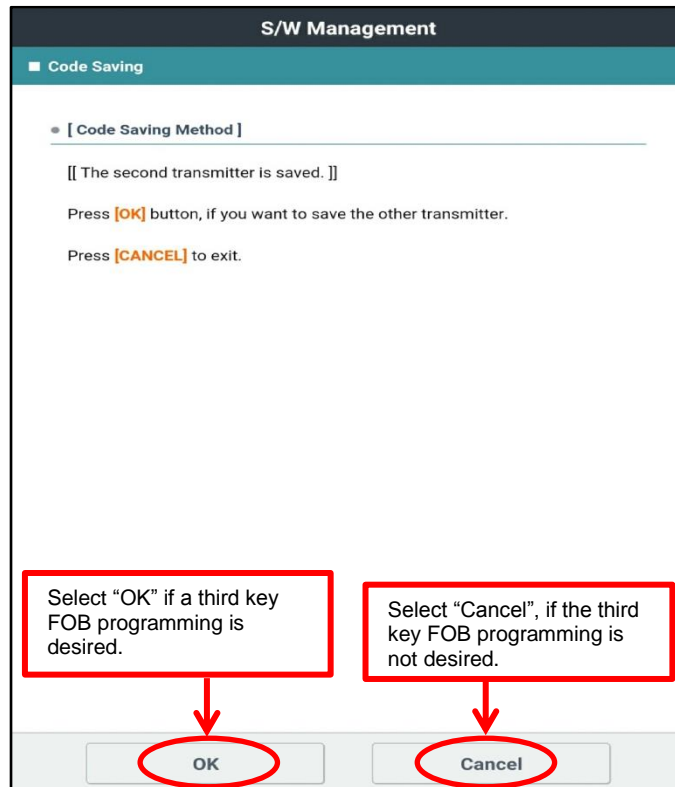 S/W Management
Code Saving
[ Code Saving Method ]
[[ The second transmitter is saved. ]]
Press [OK] button, if you want to save the other transmitter.
Press [CANCEL] to exit.
Select “OK” if a third key
FOB programming is
desired.
Select “Cancel”, if the third
key FOB programming is
not desired.
OK
Cancel